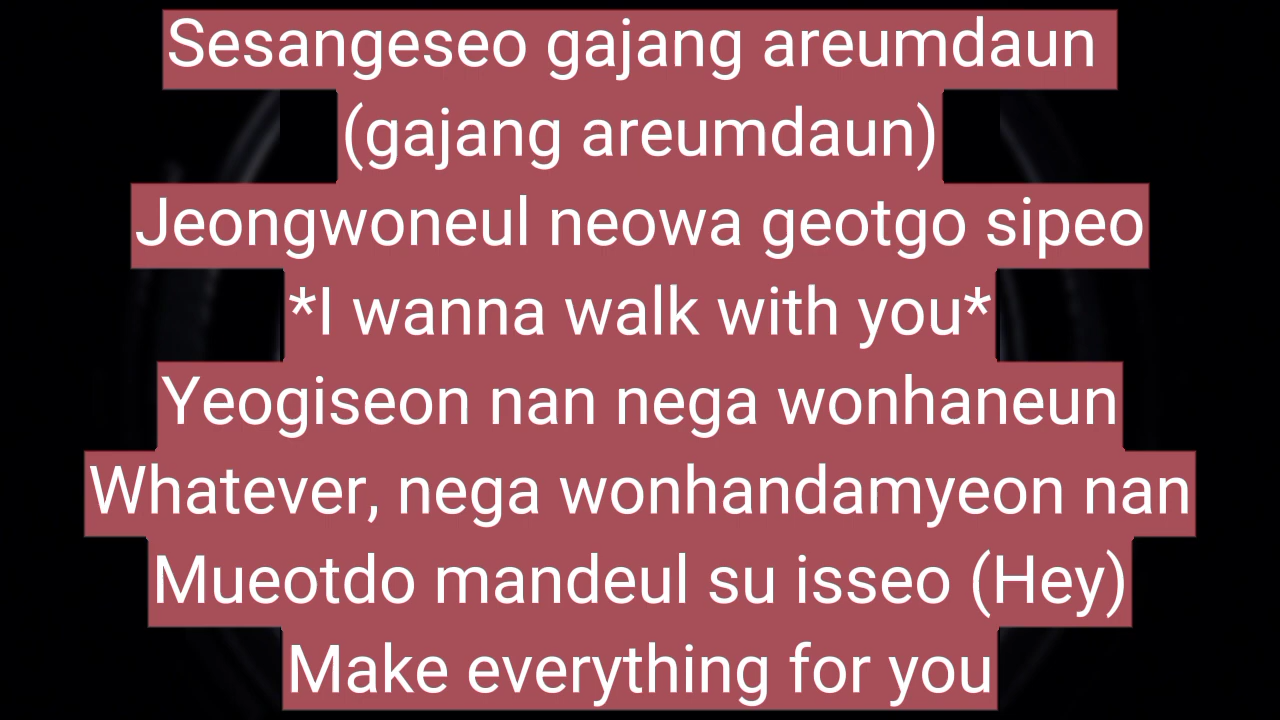 Sesangeseo gajang areumdaun
(gajang areumdaun)
Jeongwoneul neowa geotgo sipeo
*I wanna walk with you*
Yeogiseon nan nega wonhaneun
Whatever, nega wonhandamyeon nan
Mueotdo mandeul su isseo (Hey)
Make everything for you